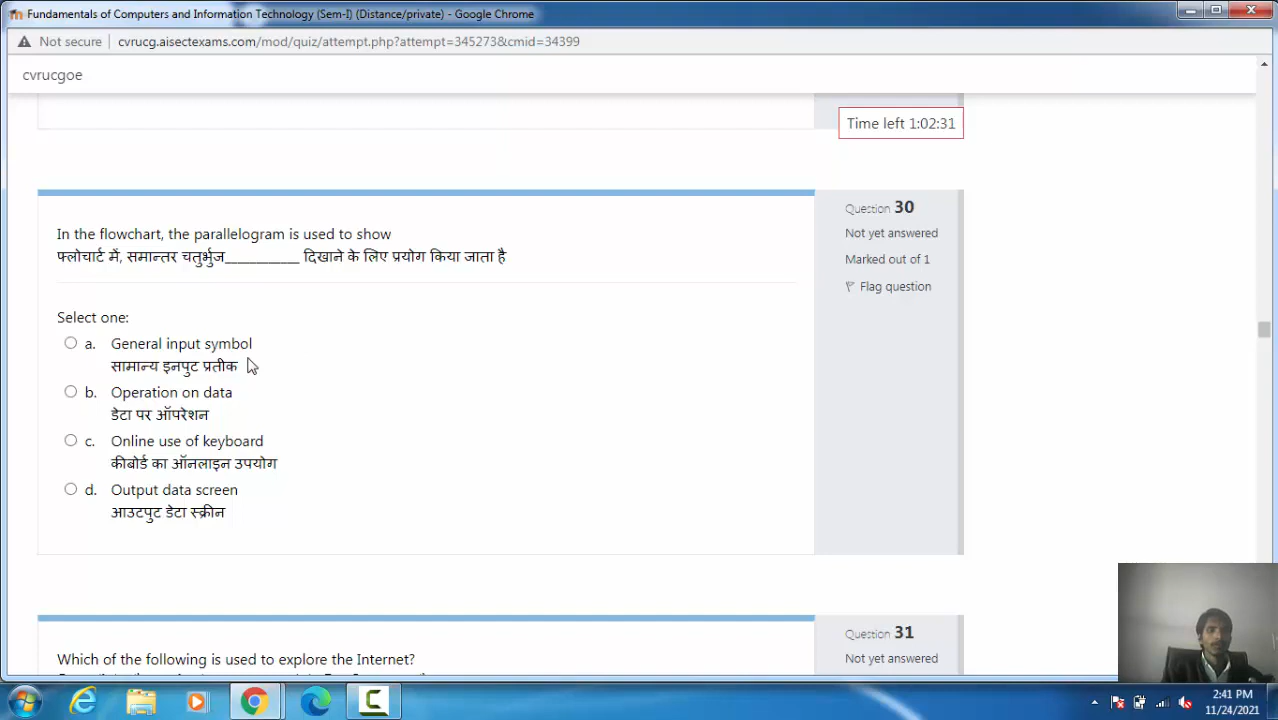 Fundamentals of Computers and Information Technology (Sem-I) (Distance/private) - Google Chrome
Not secure | cvrucg.aisectexams.com/mod/quiz/attempt.php?attempt=345273&cmid=34399
cvrucgoe
Time left 1:02:31
In the flowchart, the parallelogram is used to show
फ्लोचार्ट में, समान्तर चतुर्भुज____________ दिखाने के लिए प्रयोग किया जाता है
Select one:
a. General input symbol
सामान्य इनपुट प्रतीक
b. Operation on data
डेटा पर ऑपरेशन
c. Online use of keyboard
कीबोर्ड का ऑनलाइन उपयोग
d. Output data screen
आउटपुट डेटा स्क्रीन
Question 30
Not yet answered
Marked out of 1
Flag question
Which of the following is used to explore the Internet?
Question 31
Not yet answered
2:41 PM
11/24/2021